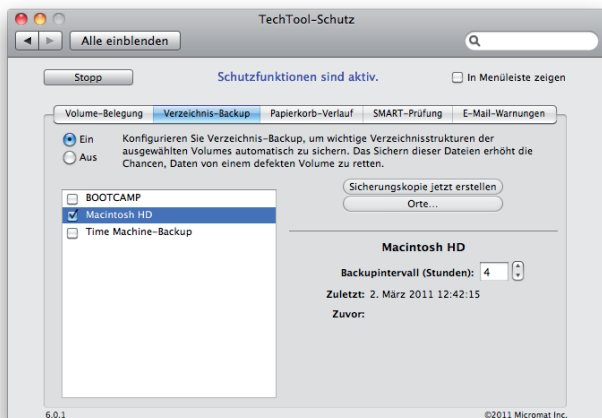 TechTool-Schutz
Alle einblenden
Stopp
Schutzfunktionen sind aktiv.
In Menüleiste zeigen
Volume-Belegung
Verzeichnis-Backup
Papierkorb-Verlauf
SMART-Prüfung
E-Mail-Warnungen
Ein
Aus
Konfigurieren Sie Verzeichnis-Backup, um wichtige Verzeichnisstrukturen der
ausgewählten Volumes automatisch zu sichern. Das Sichern dieser Dateien erhöht die
Chancen, Daten von einem defekten Volume zu retten.
BOOTCAMP
Macintosh HD
Time Machine-Backup
Sicherungskopie jetzt erstellen
Orte...
Macintosh HD
Backupintervall (Stunden): 4
Zuletzt: 2. März 2011 12:42:15
Zuvor:
6.0.1
©2011 Micromat Inc.